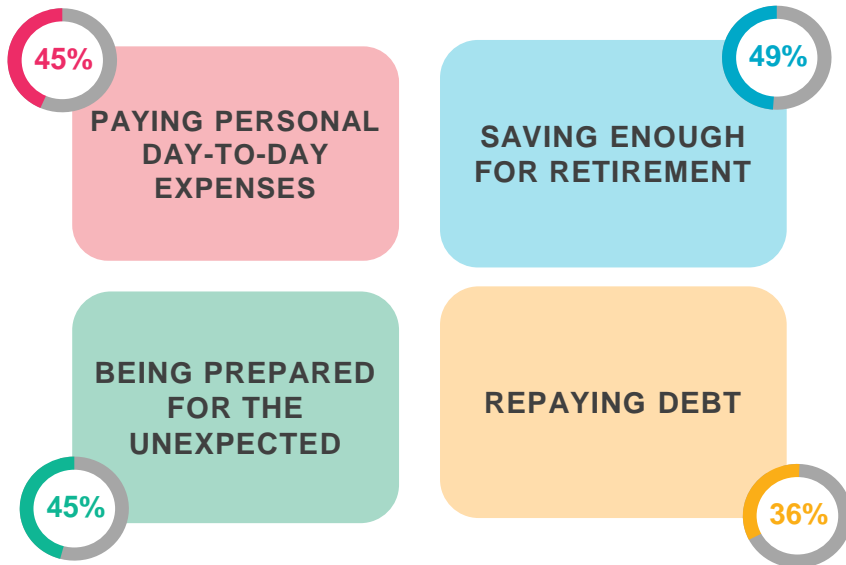 45%
PAYING PERSONAL
DAY-TO-DAY
EXPENSES
49%
SAVING ENOUGH
FOR RETIREMENT
BEING PREPARED
FOR THE
UNEXPECTED
45%
REPAYING DEBT
36%